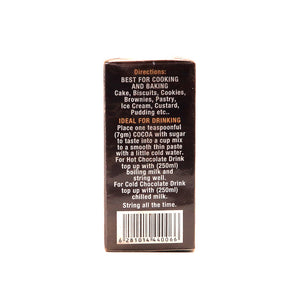 Directions:
BEST FOR COOKING
AND BAKING
Cake, Biscuits, Cookies,
Brownies, Pastry,
Ice Cream, Custard,
Pudding etc..
IDEAL FOR DRINKING
Place one teaspoonful
(7gm) COCOA with sugar
to taste into a cup mix
to a smooth thin paste
with a little cold water.
For Hot Chocolate Drink
top up with (250ml)
boiling milk and
string well.
For Cold Chocolate Drink
top up with (250ml)
chilled milk.
String all the time.
6 281014 440066